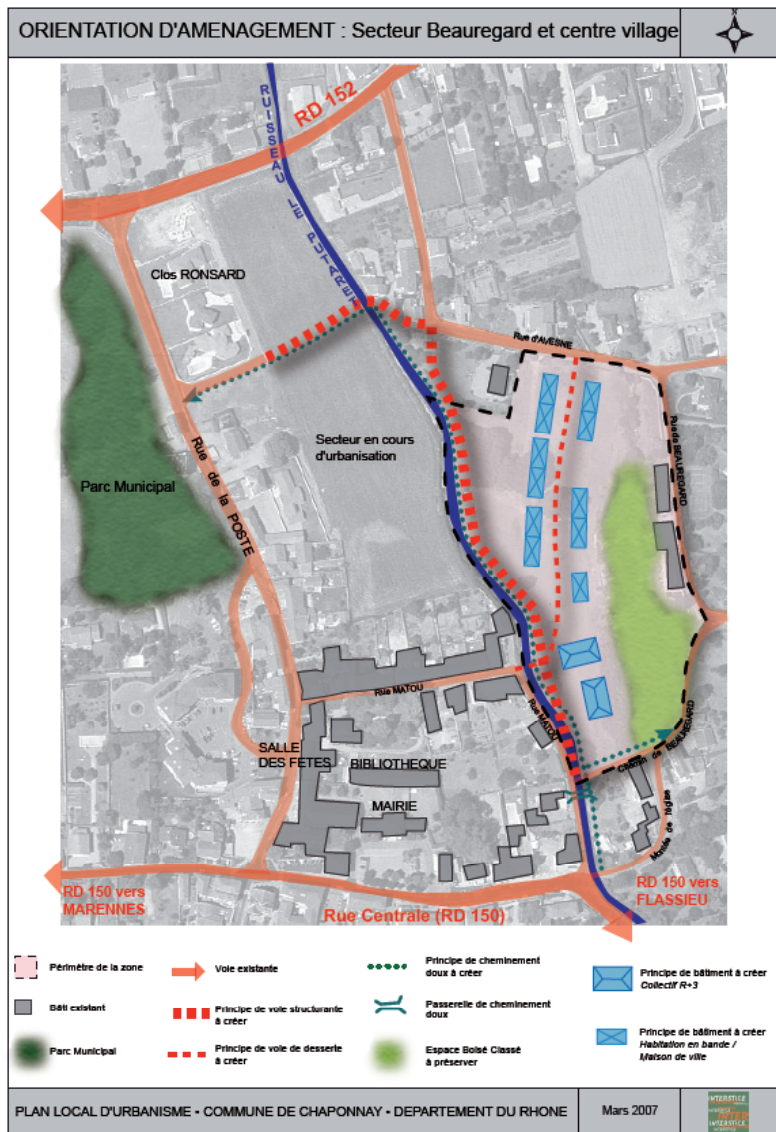 ORIENTATION D'AMENAGEMENT : Secteur Beauregard et centre village
N
RD 152
RUISSEAU LE PUTARET
Clos RONSARD
Rue d'AVESNE
Rue de BEAUREGARD
Secteur en cours
d'urbanisation
Parc Municipal
Rue de la POSTE
Rue MATOU
Rue MATOU
SALLE
DES FETES
BIBLIOTHEQUE
MAIRIE
Chemin de BEAUREGARD
Montée de l'église
RD 150 vers
MARENNES
Rue Centrale (RD 150)
RD 150 vers
FLASSIEU
Périmètre de la zone
Voie existante
Principe de cheminement
doux à créer
Principe de bâtiment à créer
Collectif R+3
Bâti existant
Principe de voie structurante
à créer
Passerelle de cheminement
doux
Parc Municipal
Principe de voie de desserte
à créer
Espace Boisé Classé
à préserver
Principe de bâtiment à créer
Habitation en bande /
Maison de ville
PLAN LOCAL D'URBANISME - COMMUNE DE CHAPONNAY - DEPARTEMENT DU RHONE
Mars 2007
INTERSTICE
INTER
INTERSTICE